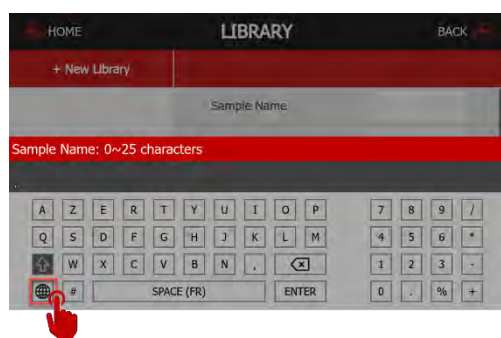 HOME LIBRARY BACK
+ New Library
Sample Name
Sample Name: 0~25 characters
A Z E R T Y U I O P 7 8 9 /
Q S D F G H J K L M 4 5 6 *
W X C V B N , 1 2 3 -
# SPACE (FR) ENTER 0 . % +